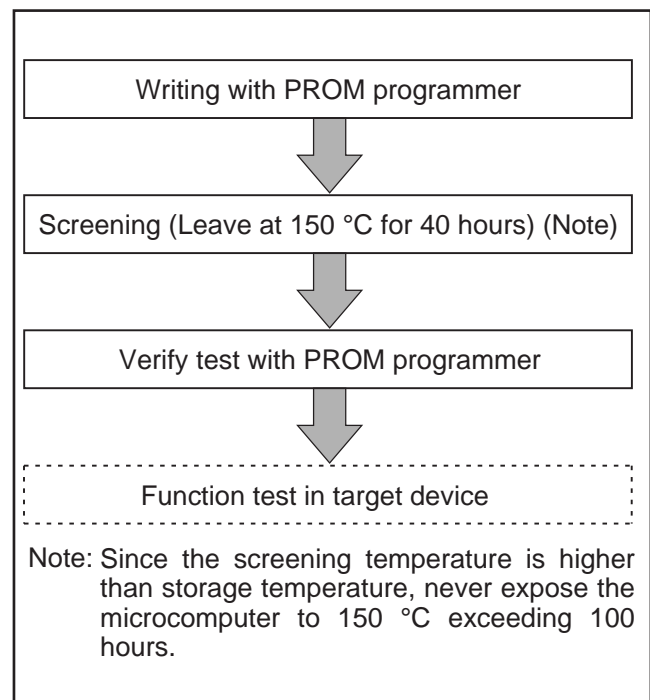 Writing with PROM programmer
Screening (Leave at 150 °C for 40 hours) (Note)
Verify test with PROM programmer
Function test in target device
Note: Since the screening temperature is higher
than storage temperature, never expose the
microcomputer to 150 °C exceeding 100
hours.